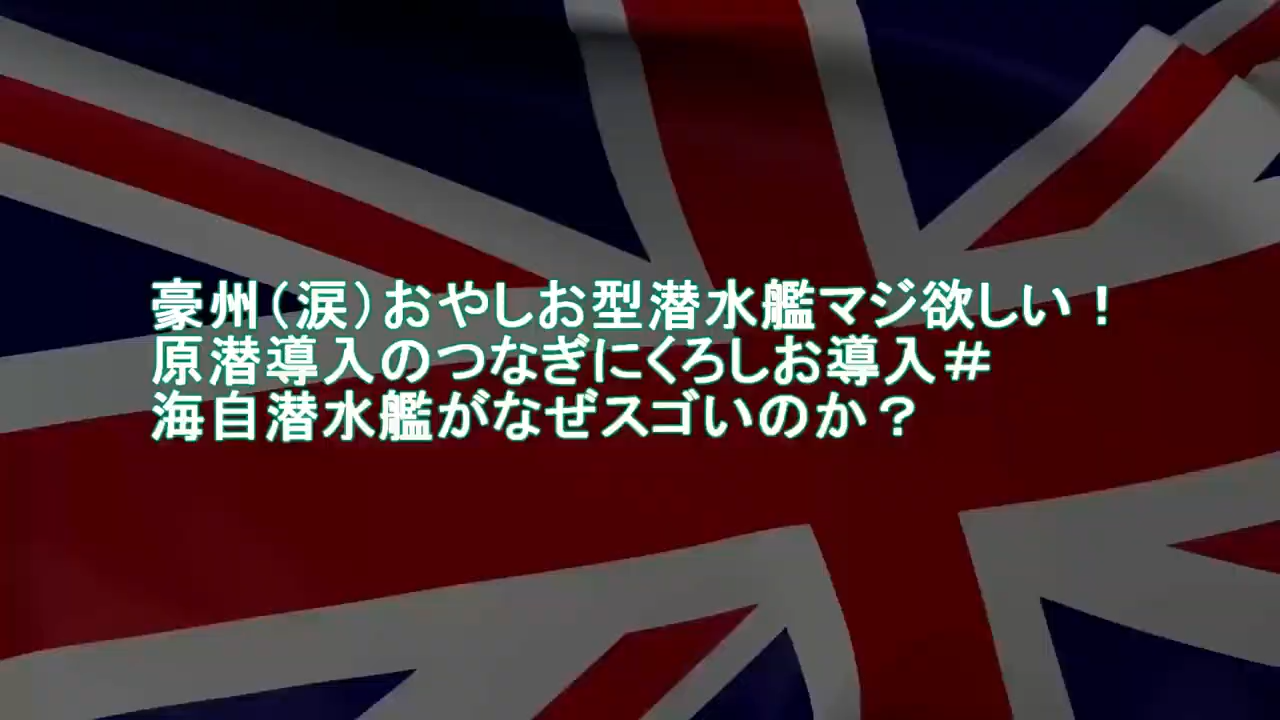 豪州（涙）おやしお型潜水艦マジ欲しい！
原潜導入のつなぎにくろしお導入＃
海自潜水艦がなぜスゴいのか？